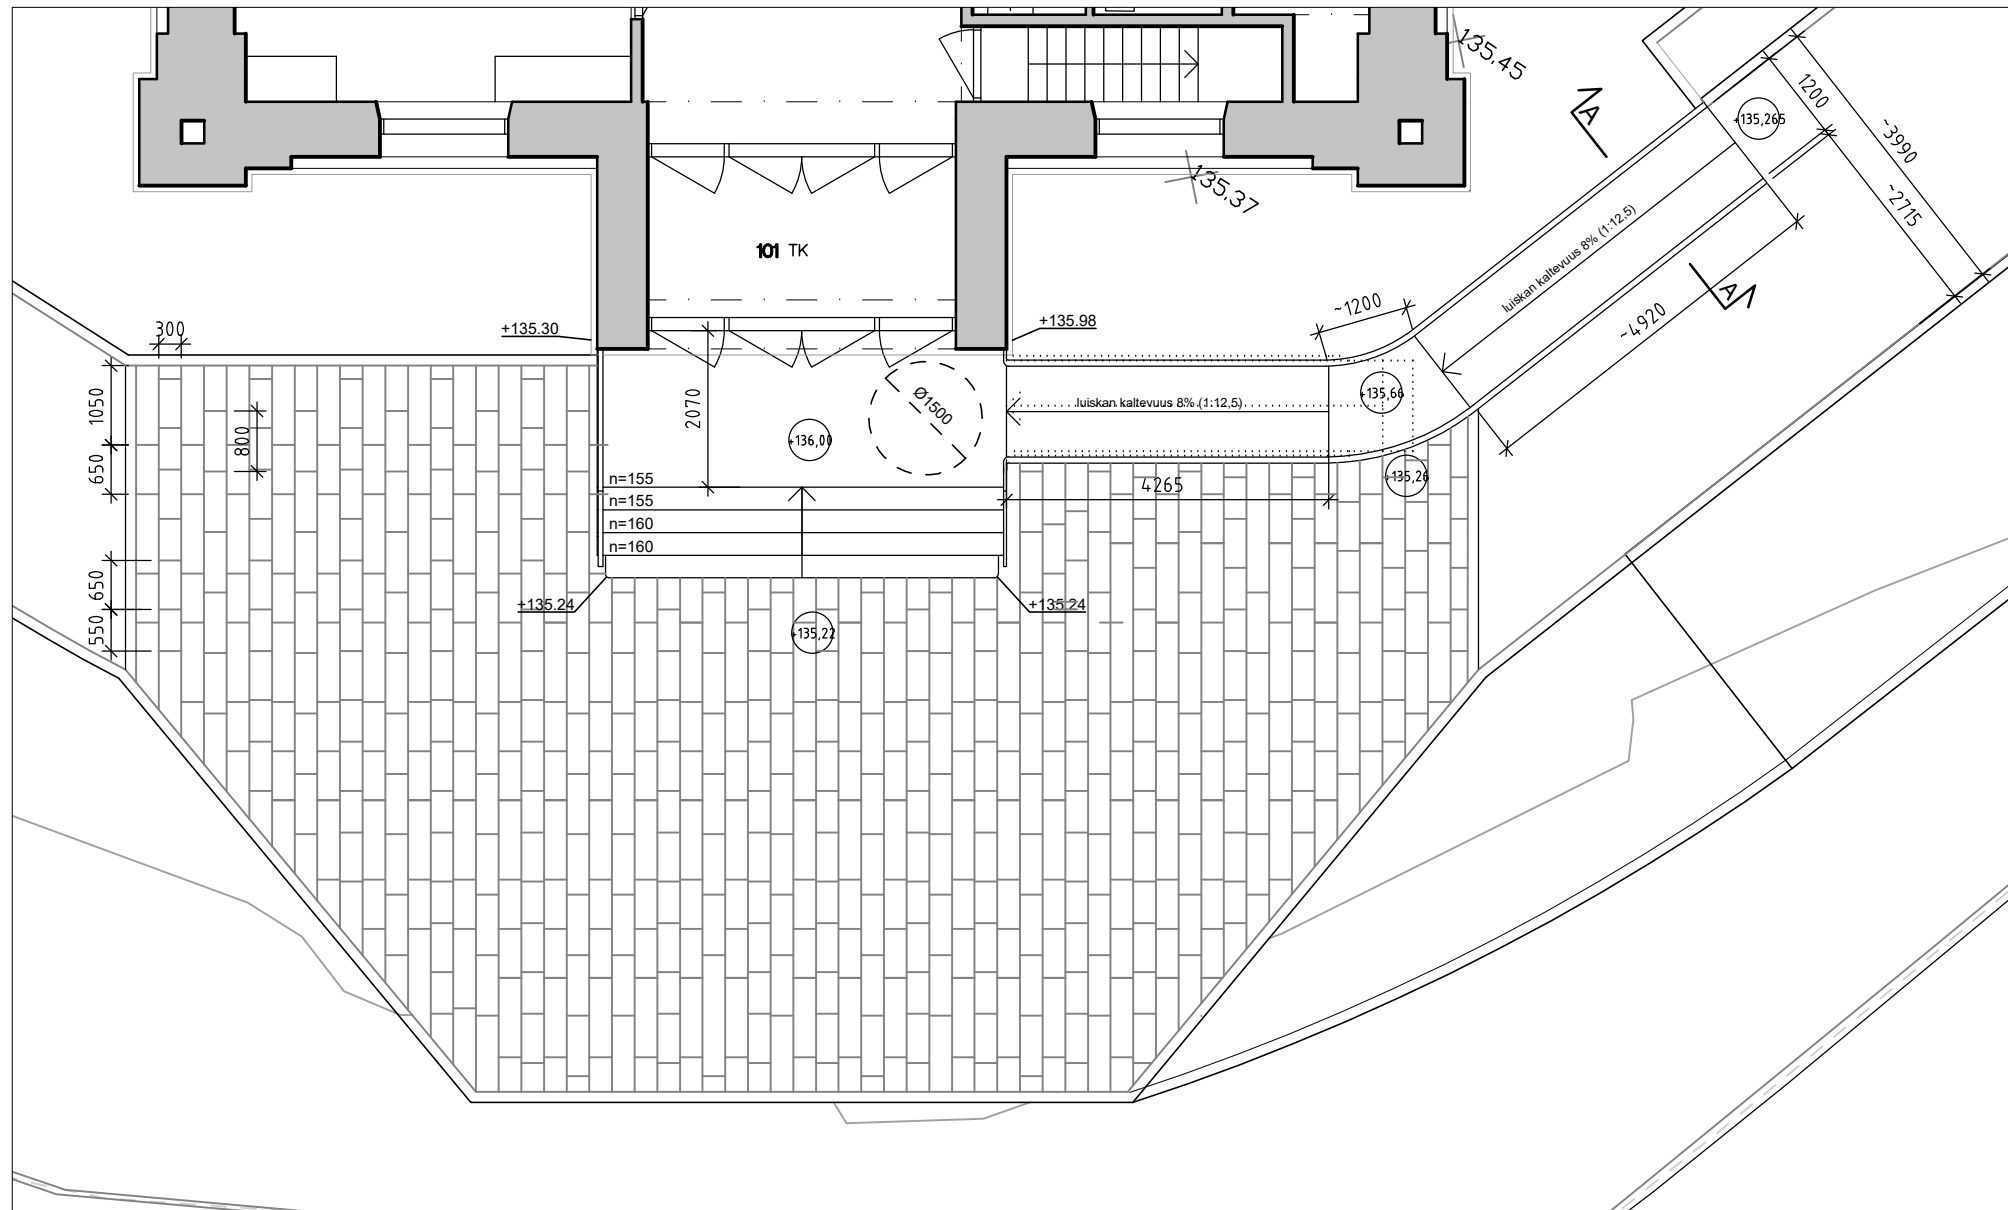 135.45
A
1200
+135,265
~3990
135.37
~2715
101 TK
luiskan kaltevuus 8% (1:12,5)
A
~1200
~4920
300
+135.30
+135.98
1050
2070
Ø1500
+135,66
luiskan kaltevuus 8% (1:12,5)
800
+136,00
650
n=155
+135,26
4265
n=155
n=160
n=160
650
+135.24
+135.24
550
+135,22